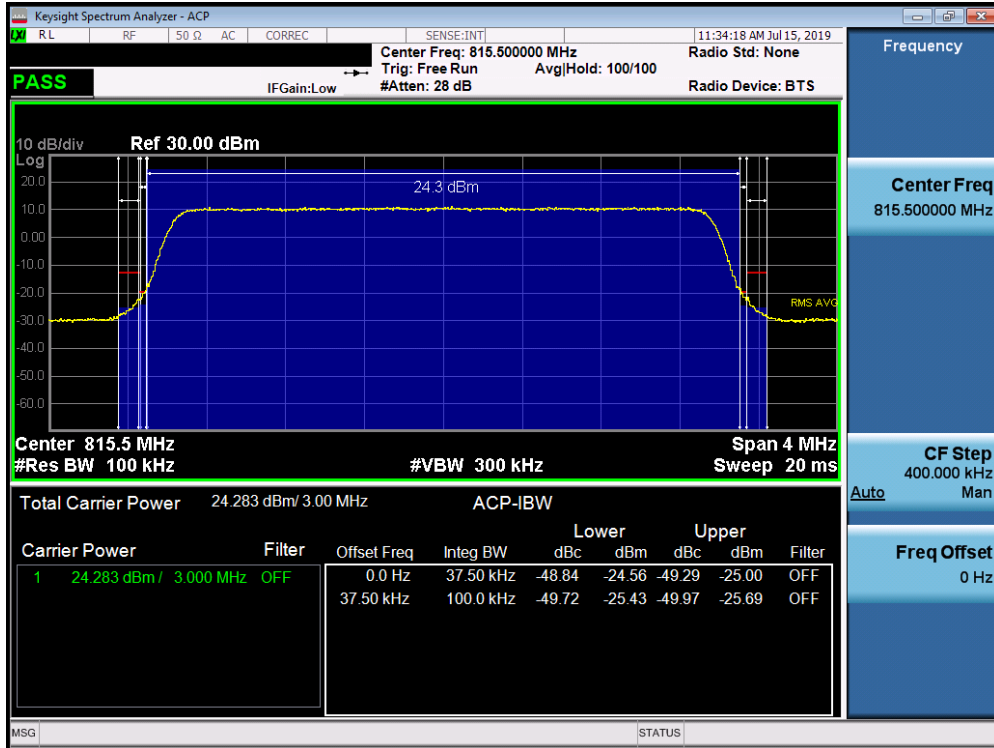 Keysight Spectrum Analyzer - ACP
LXI RL RF 50 Ω AC CORREC SENSE:INT 11:34:18 AM Jul 15, 2019
Center Freq: 815.500000 MHz Radio Std: None
Trig: Free Run Avg|Hold: 100/100
PASS IFGain:Low #Atten: 28 dB Radio Device: BTS
10 dB/div Ref 30.00 dBm
Log
20.0
24.3 dBm
10.0
0.00
-10.0
-20.0
RMS AVG
-30.0
-40.0
-50.0
-60.0
Center 815.5 MHz Span 4 MHz
#Res BW 100 kHz #VBW 300 kHz Sweep 20 ms
Total Carrier Power 24.283 dBm/ 3.00 MHz ACP-IBW
Lower Upper
Carrier Power Filter Offset Freq Integ BW dBc dBm dBc dBm Filter
1 24.283 dBm / 3.000 MHz OFF 0.0 Hz 37.50 kHz -48.84 -24.56 -49.29 -25.00 OFF
37.50 kHz 100.0 kHz -49.72 -25.43 -49.97 -25.69 OFF
MSG STATUS
Frequency
Center Freq
815.500000 MHz
CF Step
400.000 kHz
Auto Man
Freq Offset
0 Hz